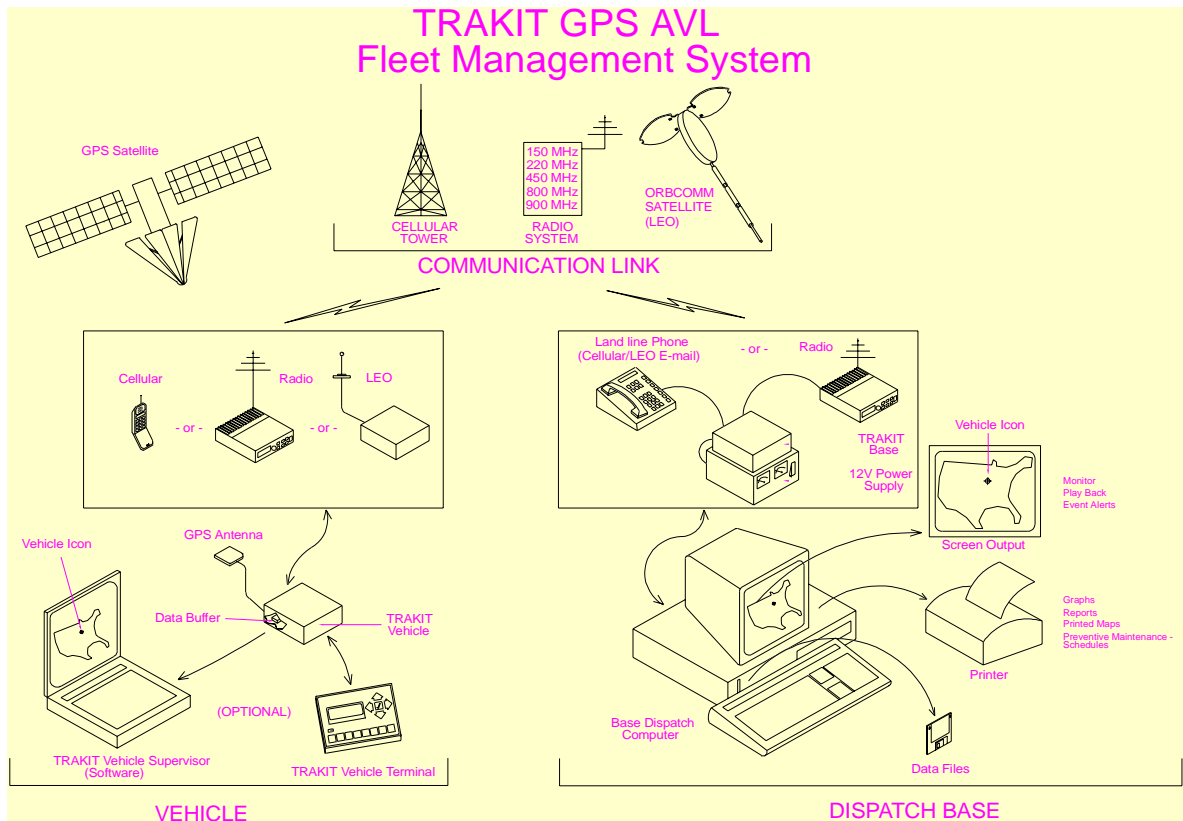 TRAKIT GPS AVL
Fleet Management System
GPS Satellite
150 MHz
220 MHz
450 MHz
800 MHz
900 MHz
ORBCOMM
SATELLITE
(LEO)
CELLULAR
TOWER
RADIO
SYSTEM
COMMUNICATION LINK
Cellular
- or -
Radio
- or -
LEO
Land line Phone
(Cellular/LEO E-mail)
- or -
Radio
TRAKIT
Base
12V Power
Supply
Vehicle Icon
Monitor
Play Back
Event Alerts
Screen Output
GPS Antenna
Vehicle Icon
Data Buffer
TRAKIT
Vehicle
(OPTIONAL)
TRAKIT Vehicle Supervisor
(Software)
TRAKIT Vehicle Terminal
Graphs
Reports
Printed Maps
Preventive Maintenance -
Schedules
Printer
Base Dispatch
Computer
Data Files
VEHICLE
DISPATCH BASE